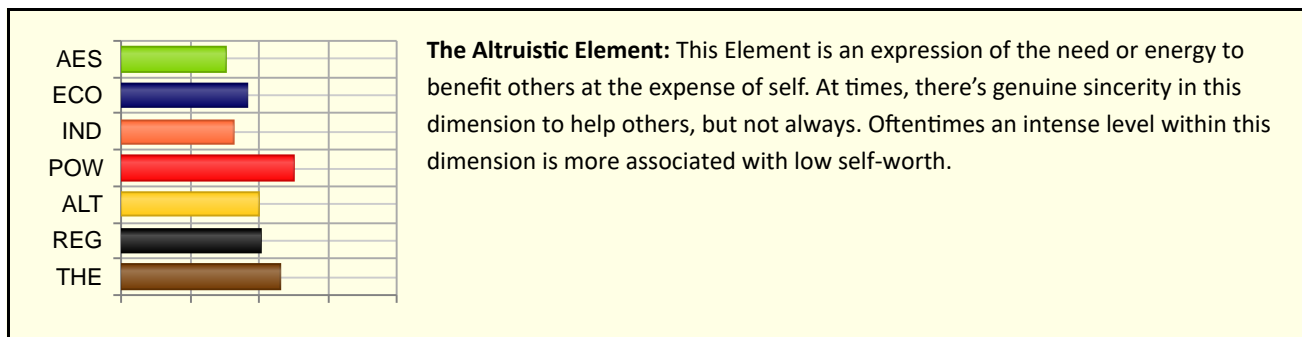 AES
ECO
IND
POW
ALT
REG
THE
The Altruistic Element: This Element is an expression of the need or energy to
benefit others at the expense of self. At times, there’s genuine sincerity in this
dimension to help others, but not always. Oftentimes an intense level within this
dimension is more associated with low self-worth.